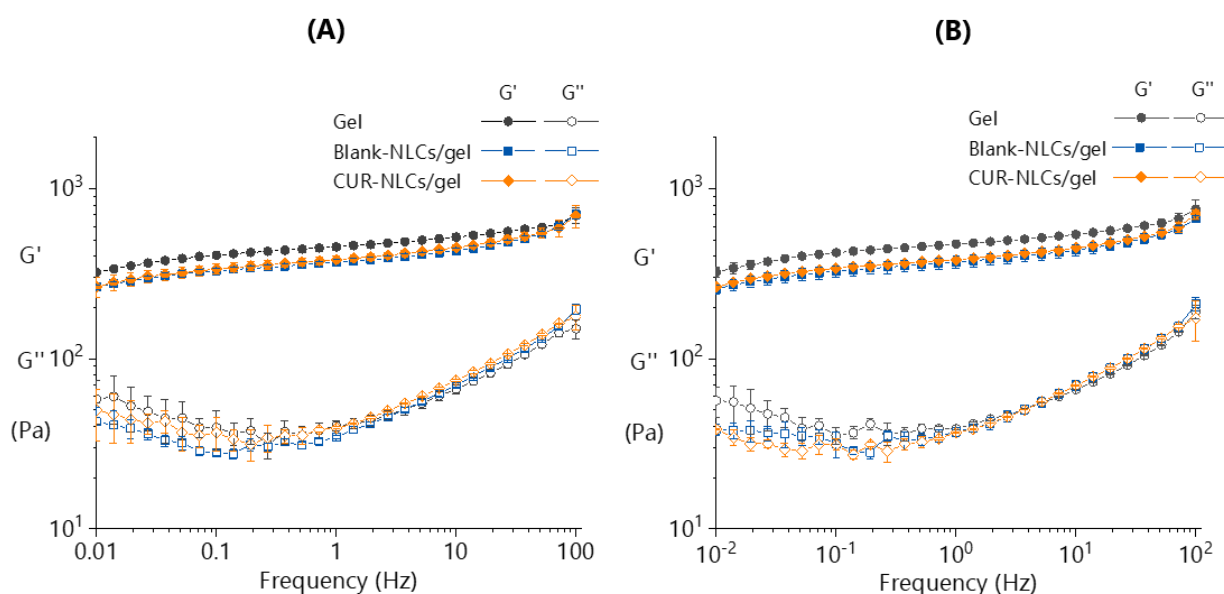 (A)
G' G''
Gel
Blank-NLCs/gel
CUR-NLCs/gel
10³
G'
G'' 10²
(Pa)
10¹
0.01 0.1 1 10 100
Frequency (Hz)
(B)
G' G''
Gel
Blank-NLCs/gel
CUR-NLCs/gel
10³
G'
G'' 10²
(Pa)
10¹
10⁻² 10⁻¹ 10⁰ 10¹ 10²
Frequency (Hz)